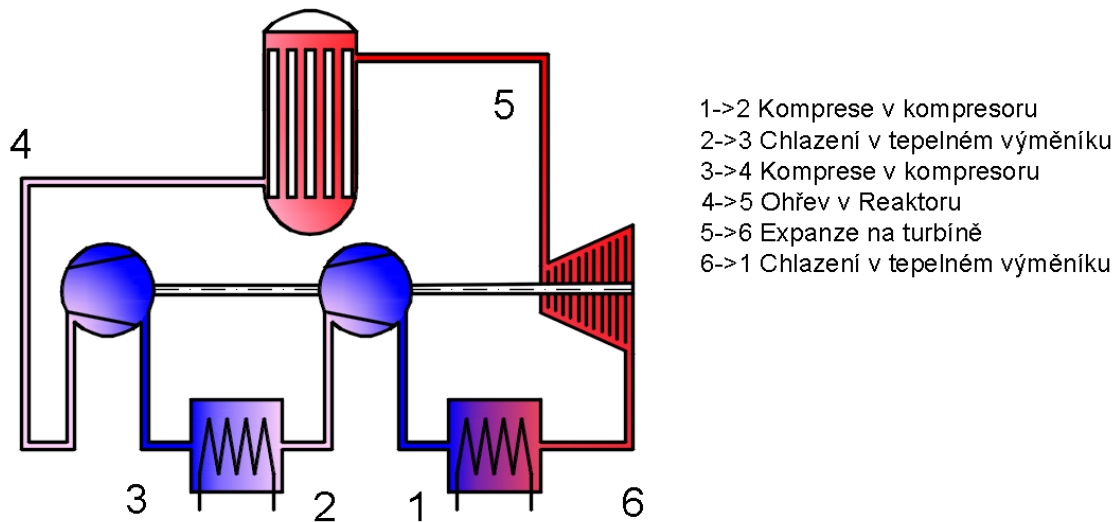 5
4
1->2 Komprese v kompresoru
2->3 Chlazení v tepelném výměníku
3->4 Komprese v kompresoru
4->5 Ohřev v Reaktoru
5->6 Expanze na turbíně
6->1 Chlazení v tepelném výměníku
3
2
1
6